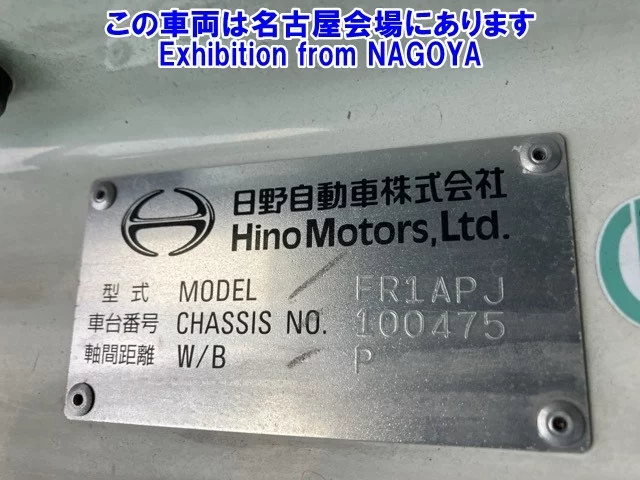 この車両は名古屋会場にあります
Exhibition from NAGOYA
日野自動車株式会社
Hino Motors, Ltd.
型式 MODEL FR1APJ
車台番号 CHASSIS NO. 100475
軸間距離 W/B P